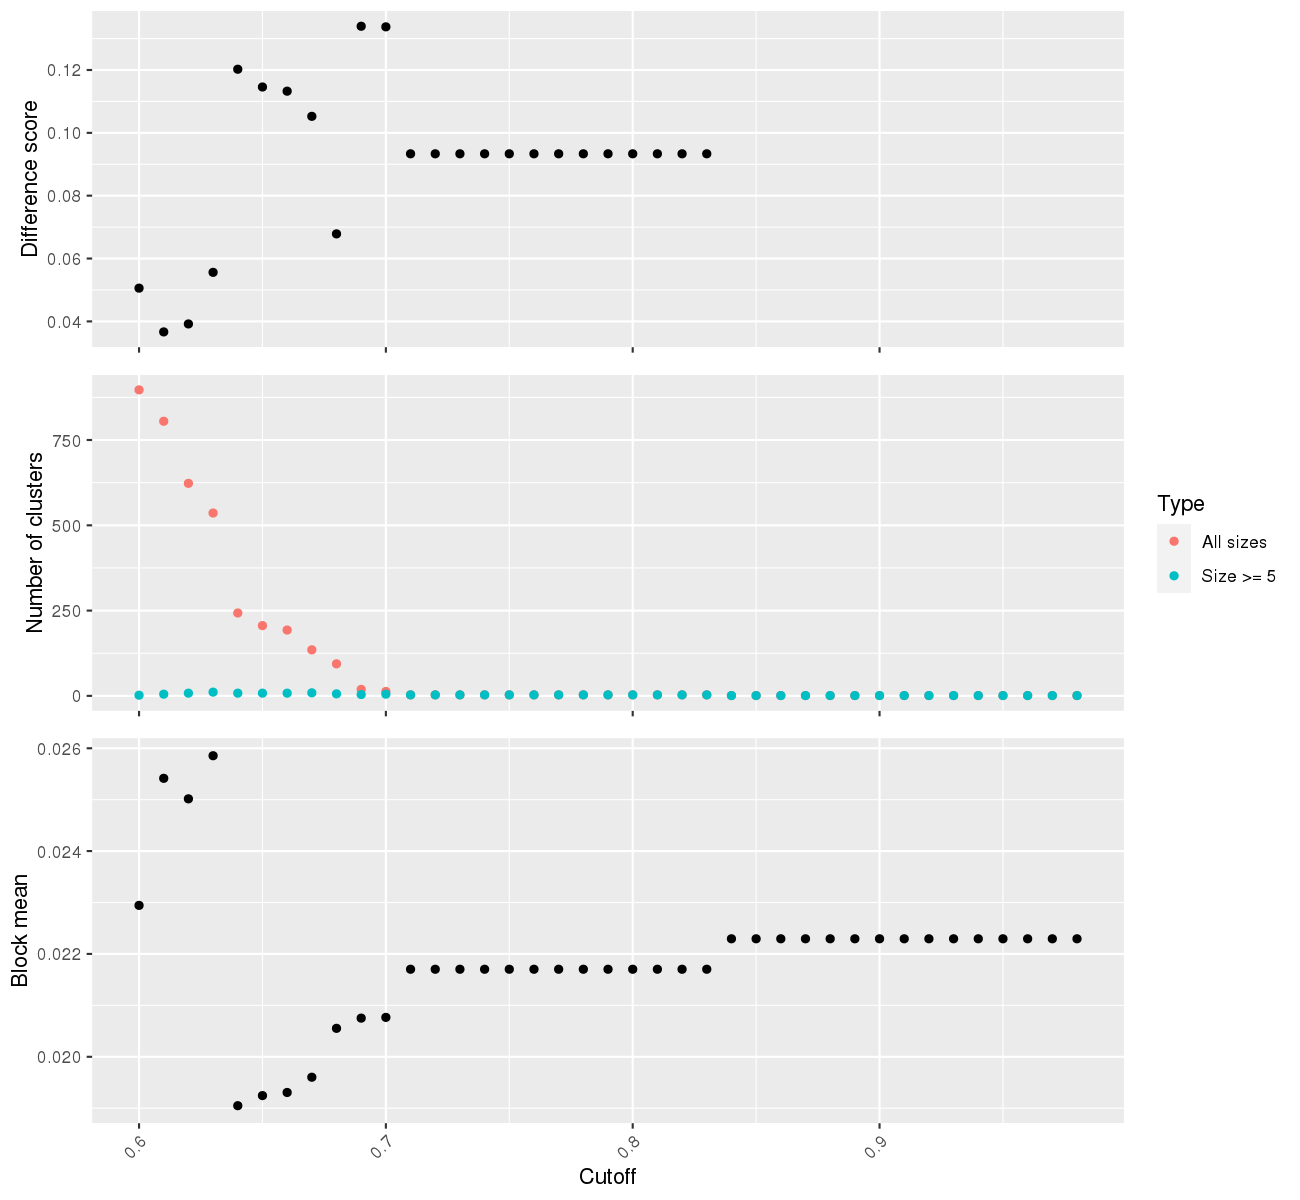 Difference score
0.12
0.10
0.08
0.06
0.04
Number of clusters
750
500
250
0
Type
All sizes
Size >= 5
Block mean
0.026
0.024
0.022
0.020
0.6
0.7
0.8
0.9
Cutoff